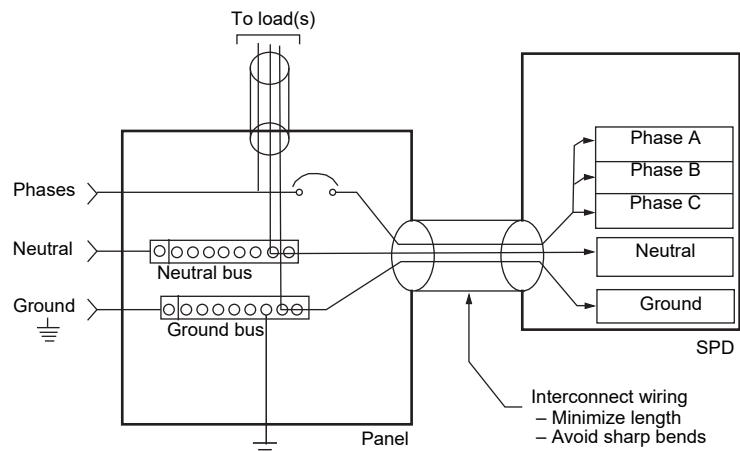 To load(s)
Phases
Neutral
Neutral bus
Ground
Ground bus
Panel
Phase A
Phase B
Phase C
Neutral
Ground
SPD
Interconnect wiring
– Minimize length
– Avoid sharp bends